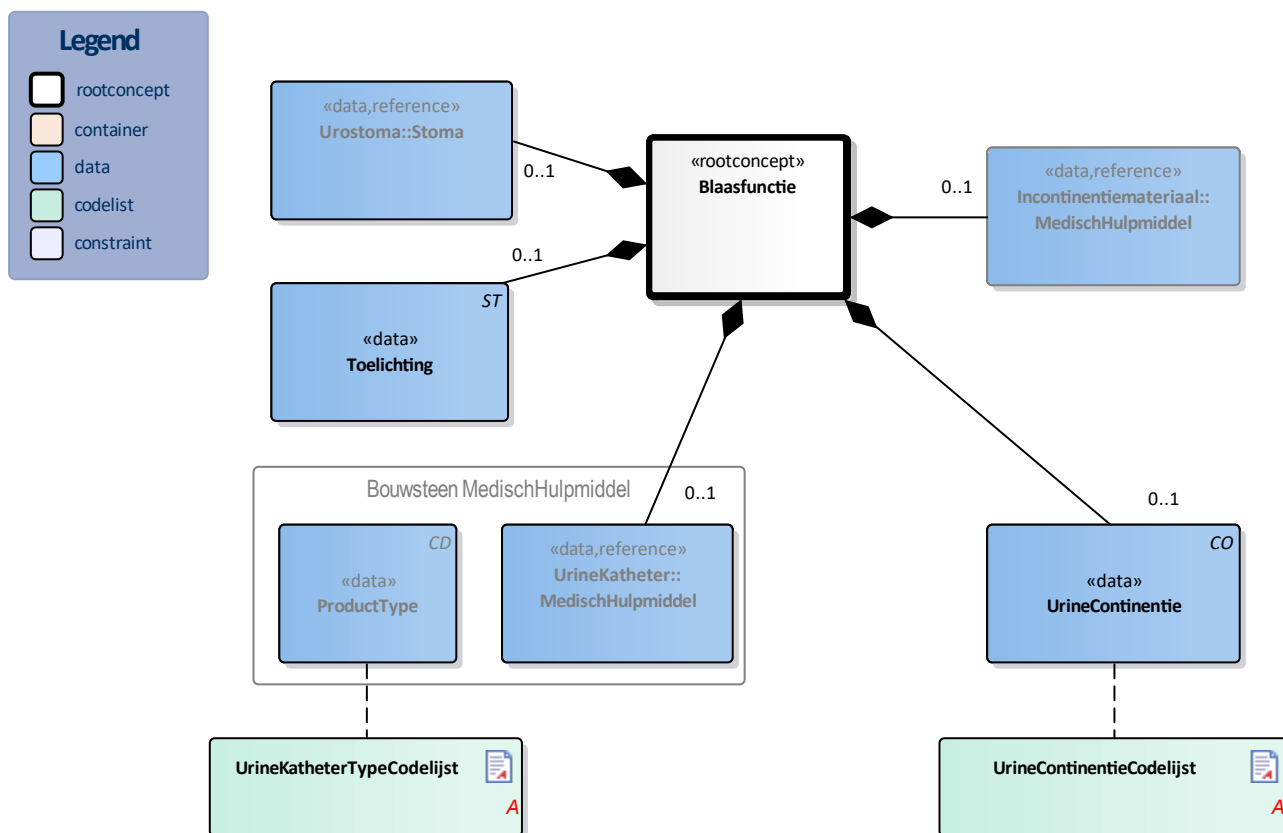 Legend
rootconcept
container
data
codelist
constraint
«data,reference»
Urostoma::Stoma
0..1
«rootconcept»
Blaasfunctie
0..1
«data,reference»
Incontinentiemateriaal::
MedischHulpmiddel
0..1
ST
«data»
Toelichting
Bouwsteen MedischHulpmiddel
0..1
CD
«data»
ProductType
«data,reference»
UrineKatheter::
MedischHulpmiddel
0..1
CO
«data»
UrineContinentie
UrineKatheterTypeCodelijst
A
UrineContinentieCodelijst
A